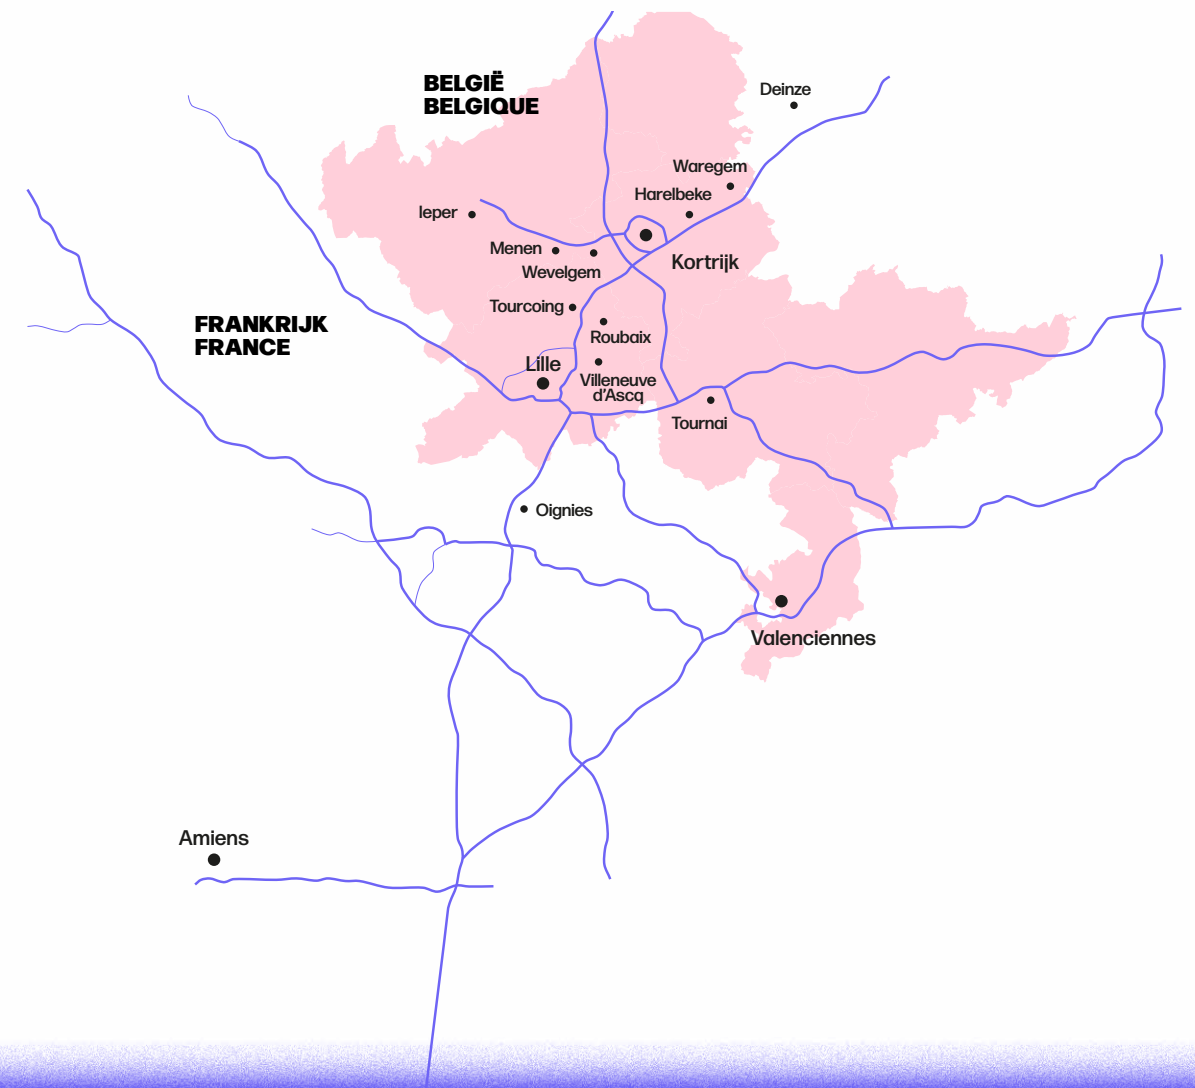 BELGIË
BELGIQUE
Deinze
Waregem
Harelbeke
Ieper
Menen
Wevelgem
Kortrijk
Tourcoing
FRANKRIJK
FRANCE
Roubaix
Lille
Villeneuve
d'Ascq
Tournai
Oignies
Valenciennes
Amiens